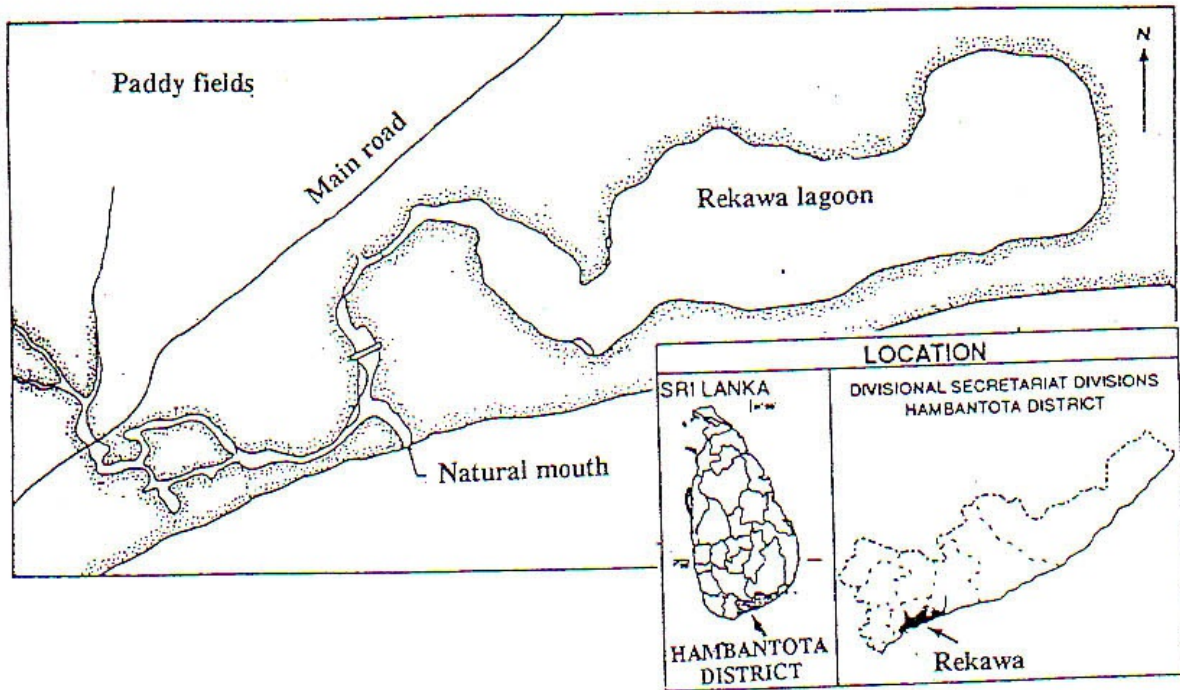 Paddy fields
Main road
N
Rekawa lagoon
Natural mouth
LOCATION
SRI LANKA
DIVISIONAL SECRETARIAT DIVISIONS
HAMBANTOTA DISTRICT
HAMBANTOTA
DISTRICT
Rekawa